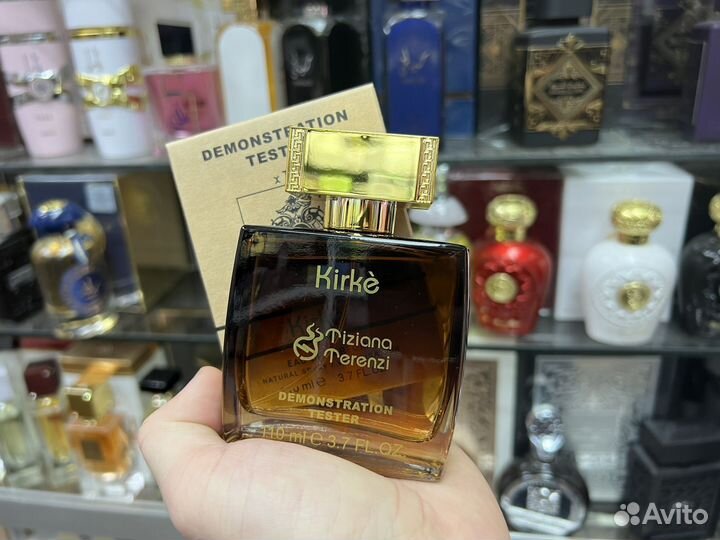 DEMONSTRATION
TESTER
Kirkè
Tiziana
Terenzi
DEMONSTRATION
TESTER
110 ml e 3.7 FL.OZ.
Avito